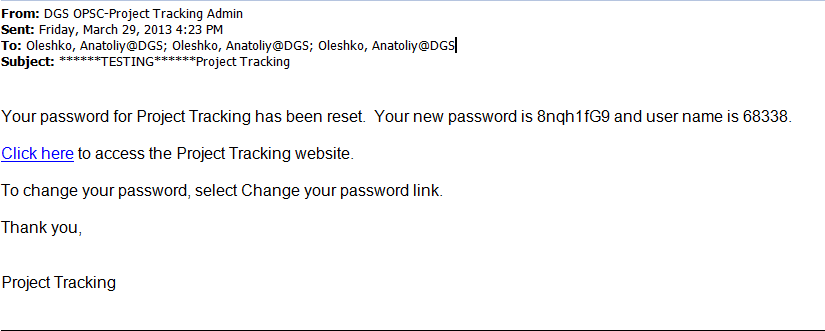 From: DGS OPSC-Project Tracking Admin
Sent: Friday, March 29, 2013 4:23 PM
To: Oleshko, Anatoliy@DGS; Oleshko, Anatoliy@DGS; Oleshko, Anatoliy@DGS
Subject: ******TESTING******Project Tracking
Your password for Project Tracking has been reset.  Your new password is 8nqh1fG9 and user name is 68338.
Click here to access the Project Tracking website.
To change your password, select Change your password link.
Thank you,
Project Tracking